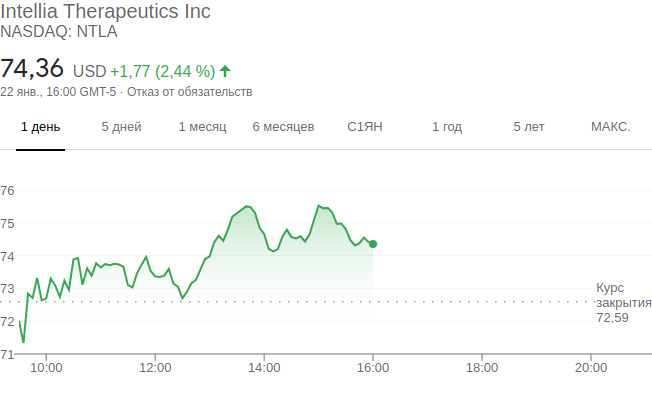 Intellia Therapeutics Inc
NASDAQ: NTLA
74,36 USD +1,77 (2,44 %)
22 янв., 16:00 GMT-5 · Отказ от обязательств
1 день 5 дней 1 месяц 6 месяцев С1ЯН 1 год 5 лет МАКС.
76
75
74
73
72
71
Курс
закрытия
72,59
10:00 12:00 14:00 16:00 18:00 20:00